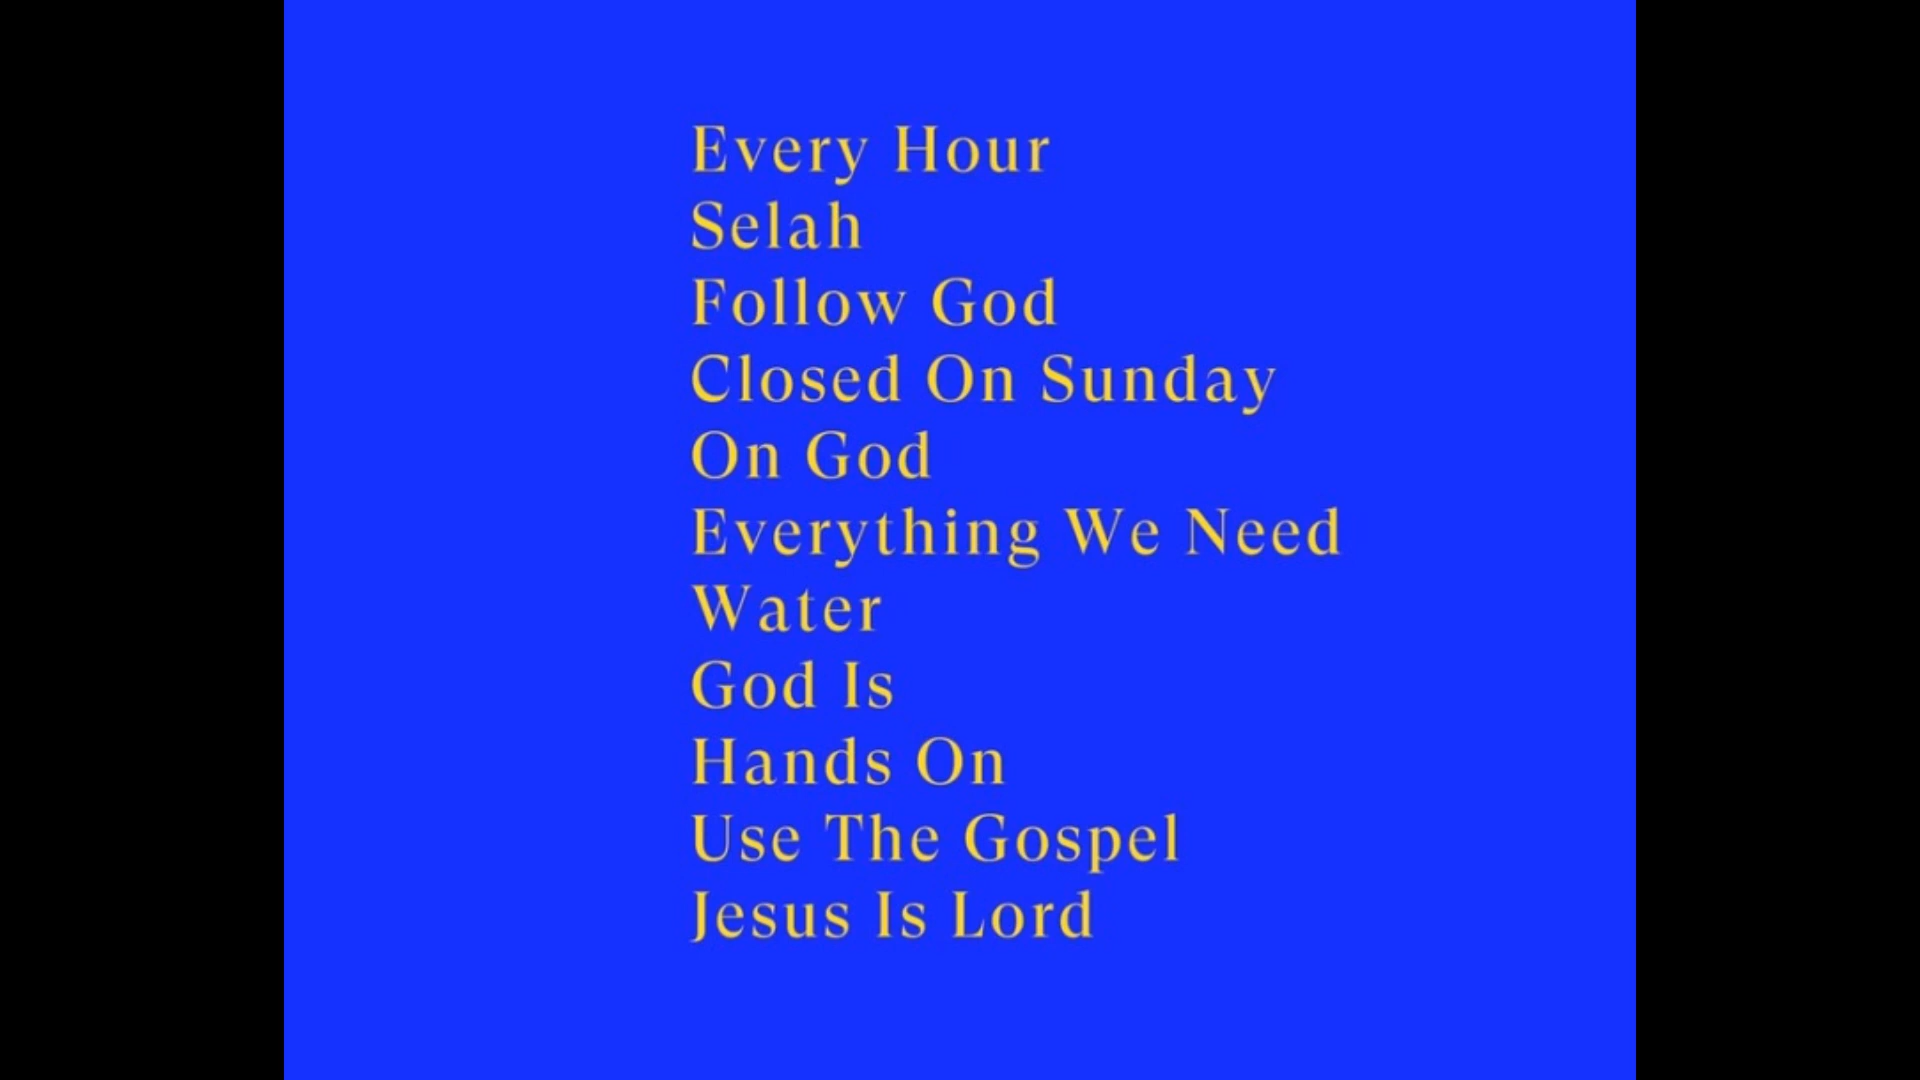 Every Hour
Selah
Follow God
Closed On Sunday
On God
Everything We Need
Water
God Is
Hands On
Use The Gospel
Jesus Is Lord